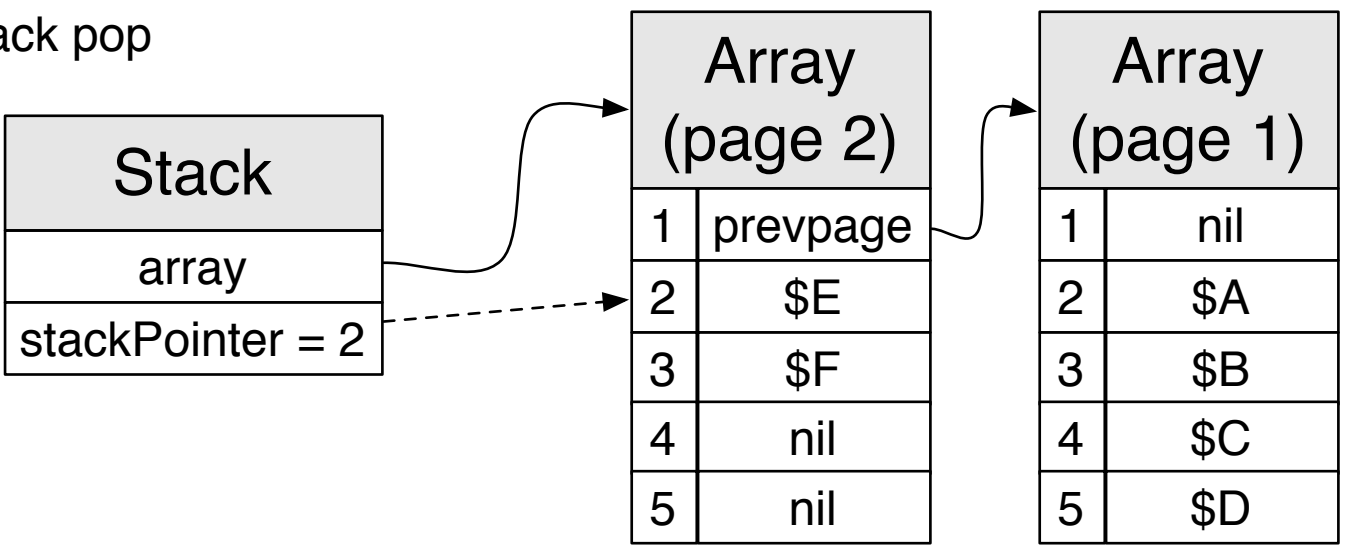 pop
Stack
array
stackPointer = 2
Array
(page 2)
1 prevpage
2 $E
3 $F
4 nil
5 nil
Array
(page 1)
1 nil
2 $A
3 $B
4 $C
5 $D